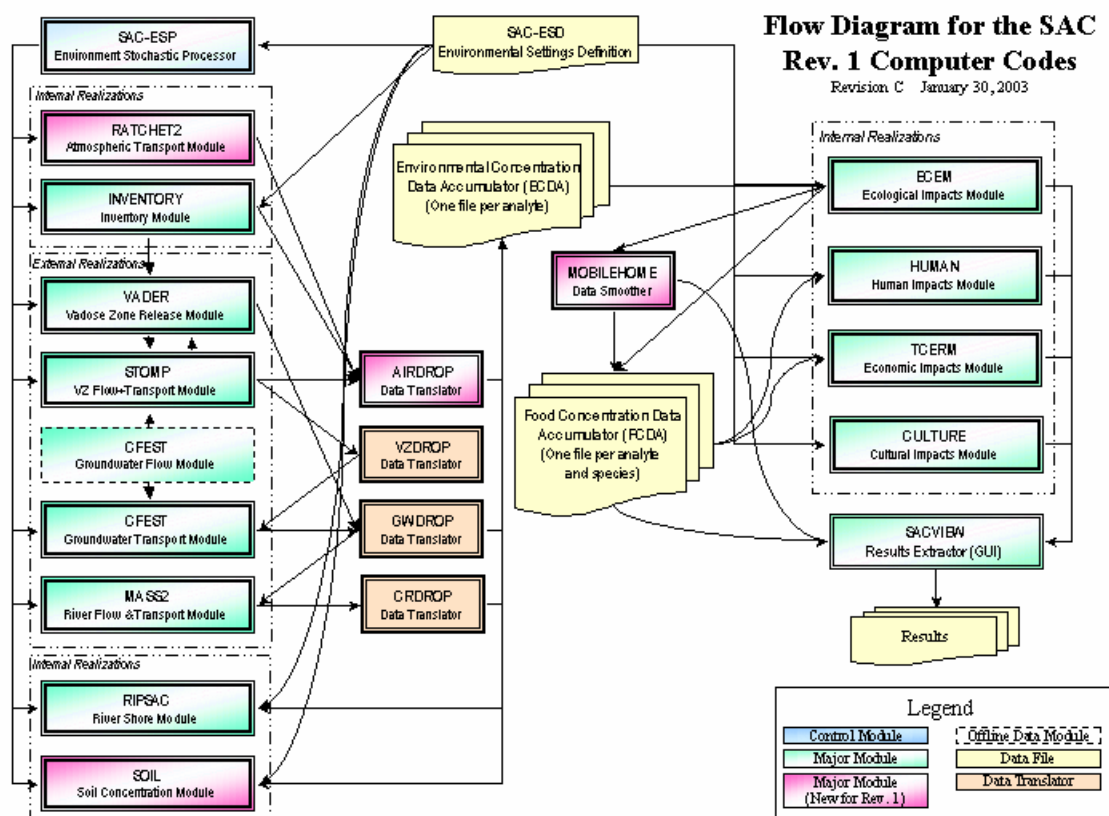 Flow Diagram for the SAC
Rev. 1 Computer Codes
Revision C January 30, 2003
SAC-ESP
Environment Stochastic Processor
SAC-ESD
Environmental Settings Definition
Internal Realizations
RATCHET2
Atmospheric Transport Module
INVENTORY
Inventory Module
External Realizations
VADER
Vadose Zone Release Module
STOMP
VZ Flow+Transport Module
CFEST
Groundwater Flow Module
CFEST
Groundwater Transport Module
MASS2
River Flow & Transport Module
Internal Realizations
RIPSAC
River Shore Module
SOIL
Soil Concentration Module
Environmental Concentration
Data Accumulator (ECDA)
(One file per analyte)
AIRDROP
Data Translator
VZDROP
Data Translator
GWDROP
Data Translator
CRDROP
Data Translator
MOBILEHOME
Data Smoother
Food Concentration Data
Accumulator (FCDA)
(One file per analyte
and species)
Internal Realizations
ECEM
Ecological Impacts Module
HUMAN
Human Impacts Module
TCERM
Economic Impacts Module
CULTURE
Cultural Impacts Module
SACVIEW
Results Extractor (GUI)
Results
Legend
Control Module
Major Module
Major Module
(New for Rev. 1)
Offline Data Module
Data File
Data Translator